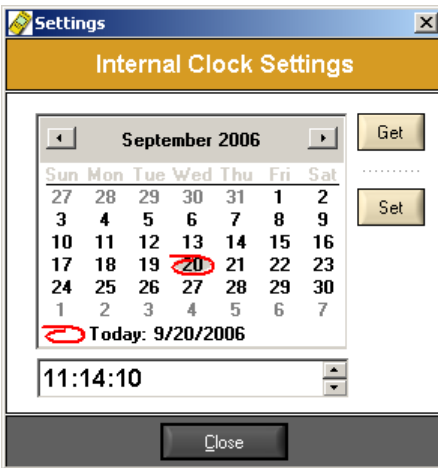 Settings
Internal Clock Settings
September 2006
Get
Sun Mon Tue Wed Thu Fri Sat
27 28 29 30 31 1 2
3 4 5 6 7 8 9
Set
10 11 12 13 14 15 16
17 18 19 20 21 22 23
24 25 26 27 28 29 30
1 2 3 4 5 6 7
Today: 9/20/2006
11:14:10
Close